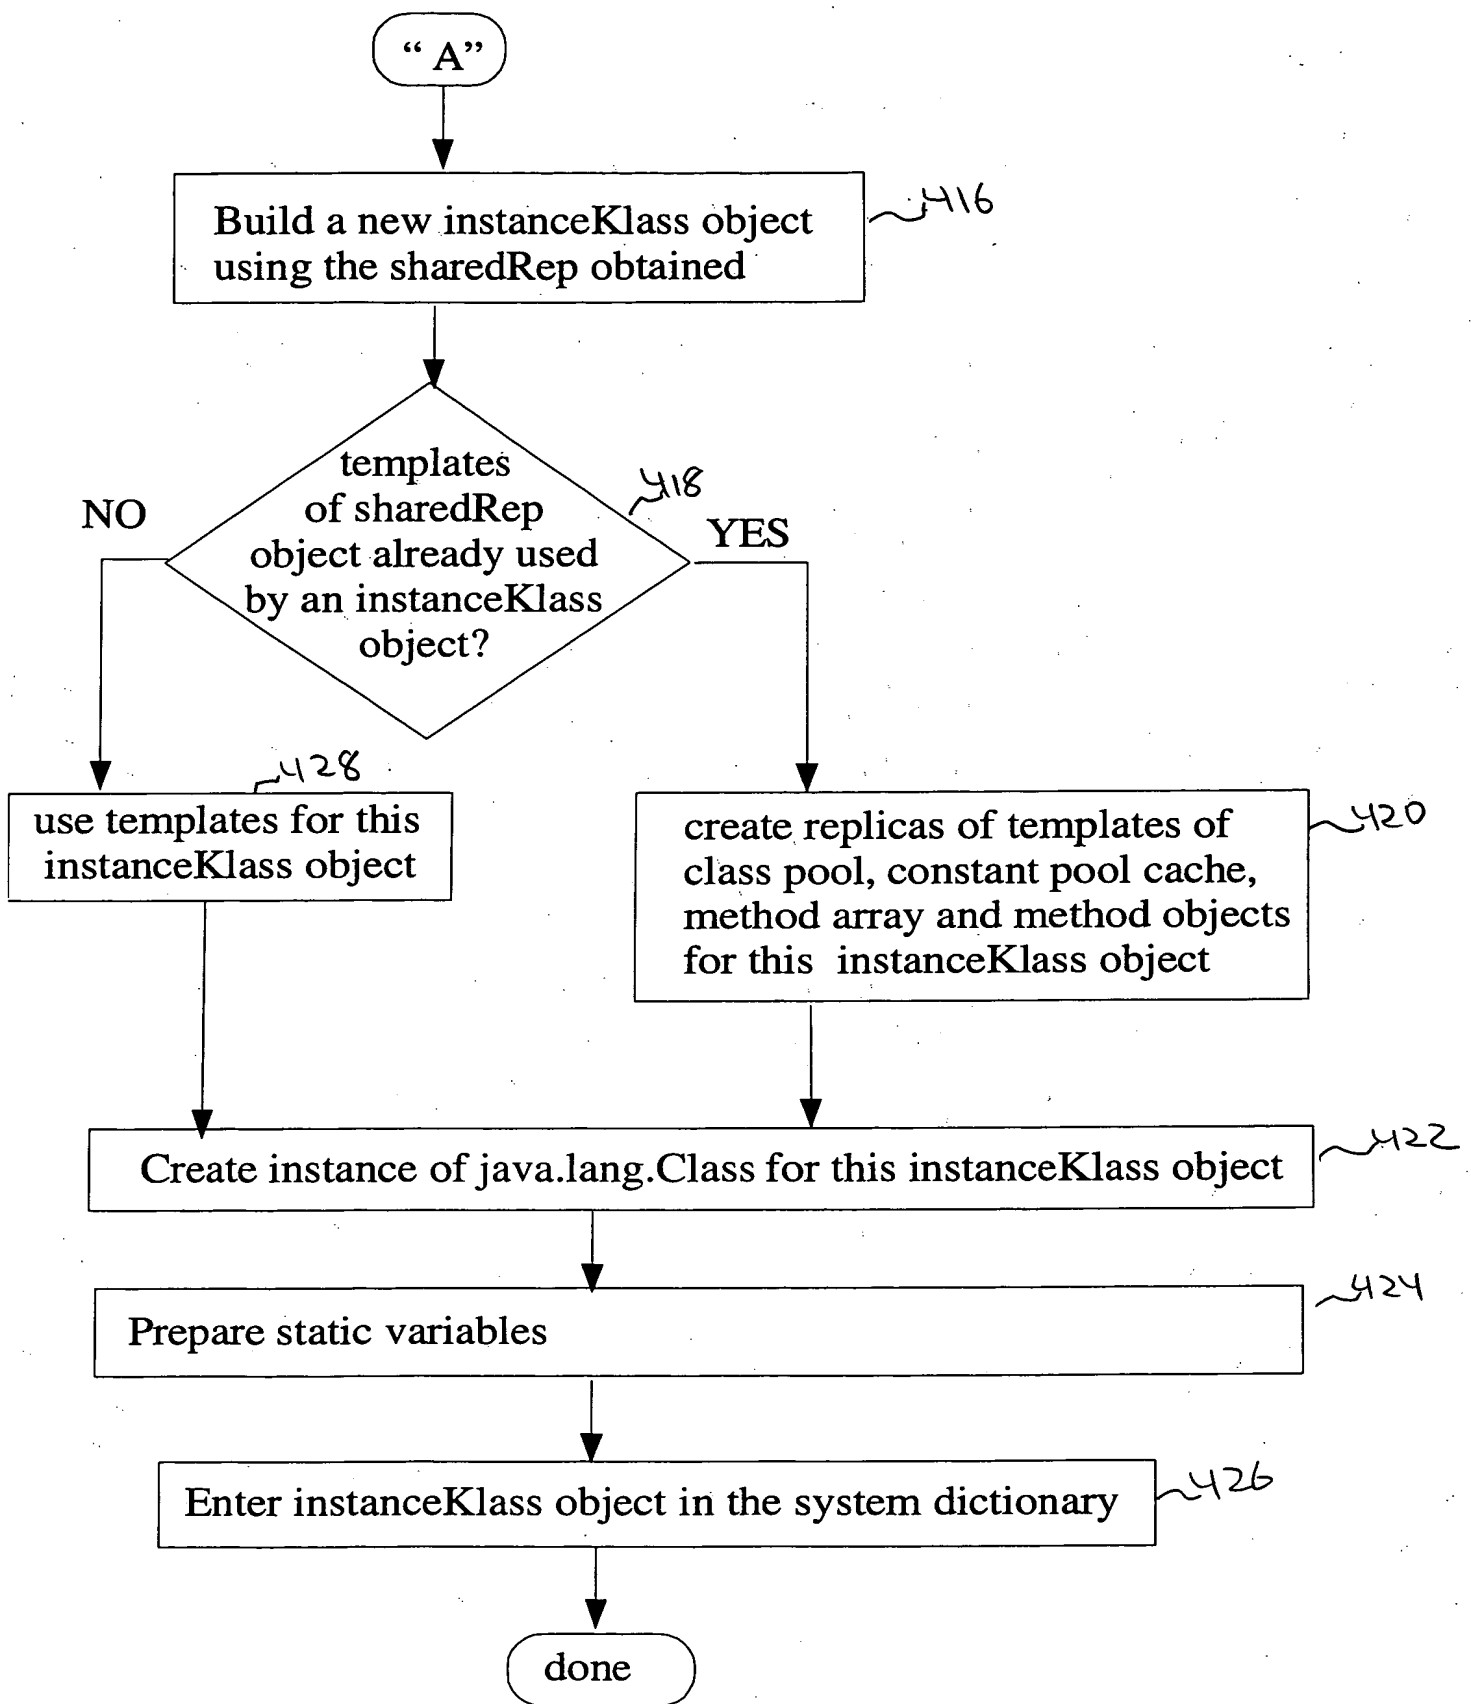 “A”
Build a new instanceKlass object
using the sharedRep obtained
416
templates
of sharedRep
object already used
by an instanceKlass
object?
418
NO
YES
428
use templates for this
instanceKlass object
create replicas of templates of
class pool, constant pool cache,
method array and method objects
for this instanceKlass object
420
Create instance of java.lang.Class for this instanceKlass object
422
Prepare static variables
424
Enter instanceKlass object in the system dictionary
426
done